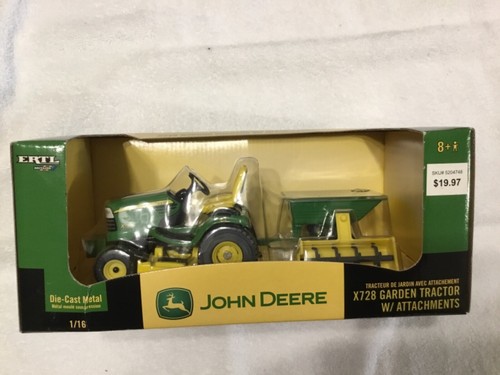 ERTL
8+
SKU# 920AT48
$19.97
Die-Cast Metal
1/16
JOHN DEERE
TRACTEUR DE JARDIN AVEC ATTACHEMENT
X728 GARDEN TRACTOR
W/ ATTACHMENTS